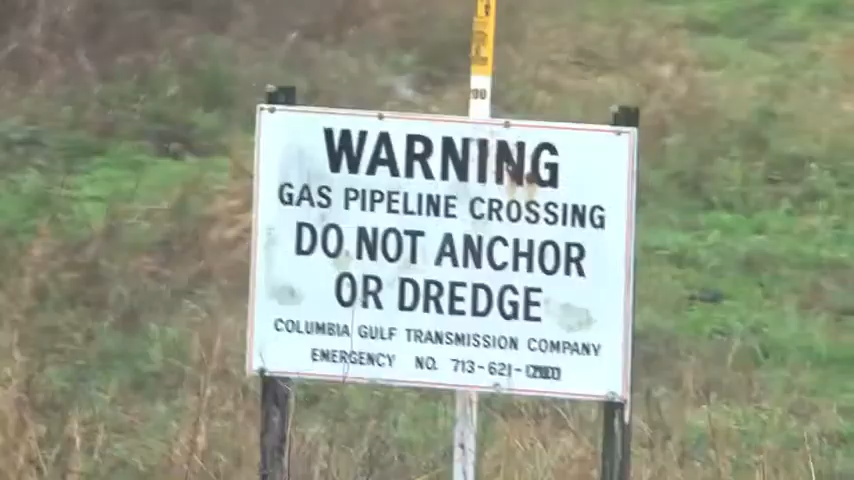 WARNING
GAS PIPELINE CROSSING
DO NOT ANCHOR
OR DREDGE
COLUMBIA GULF TRANSMISSION COMPANY
EMERGENCY NO. 713-621-